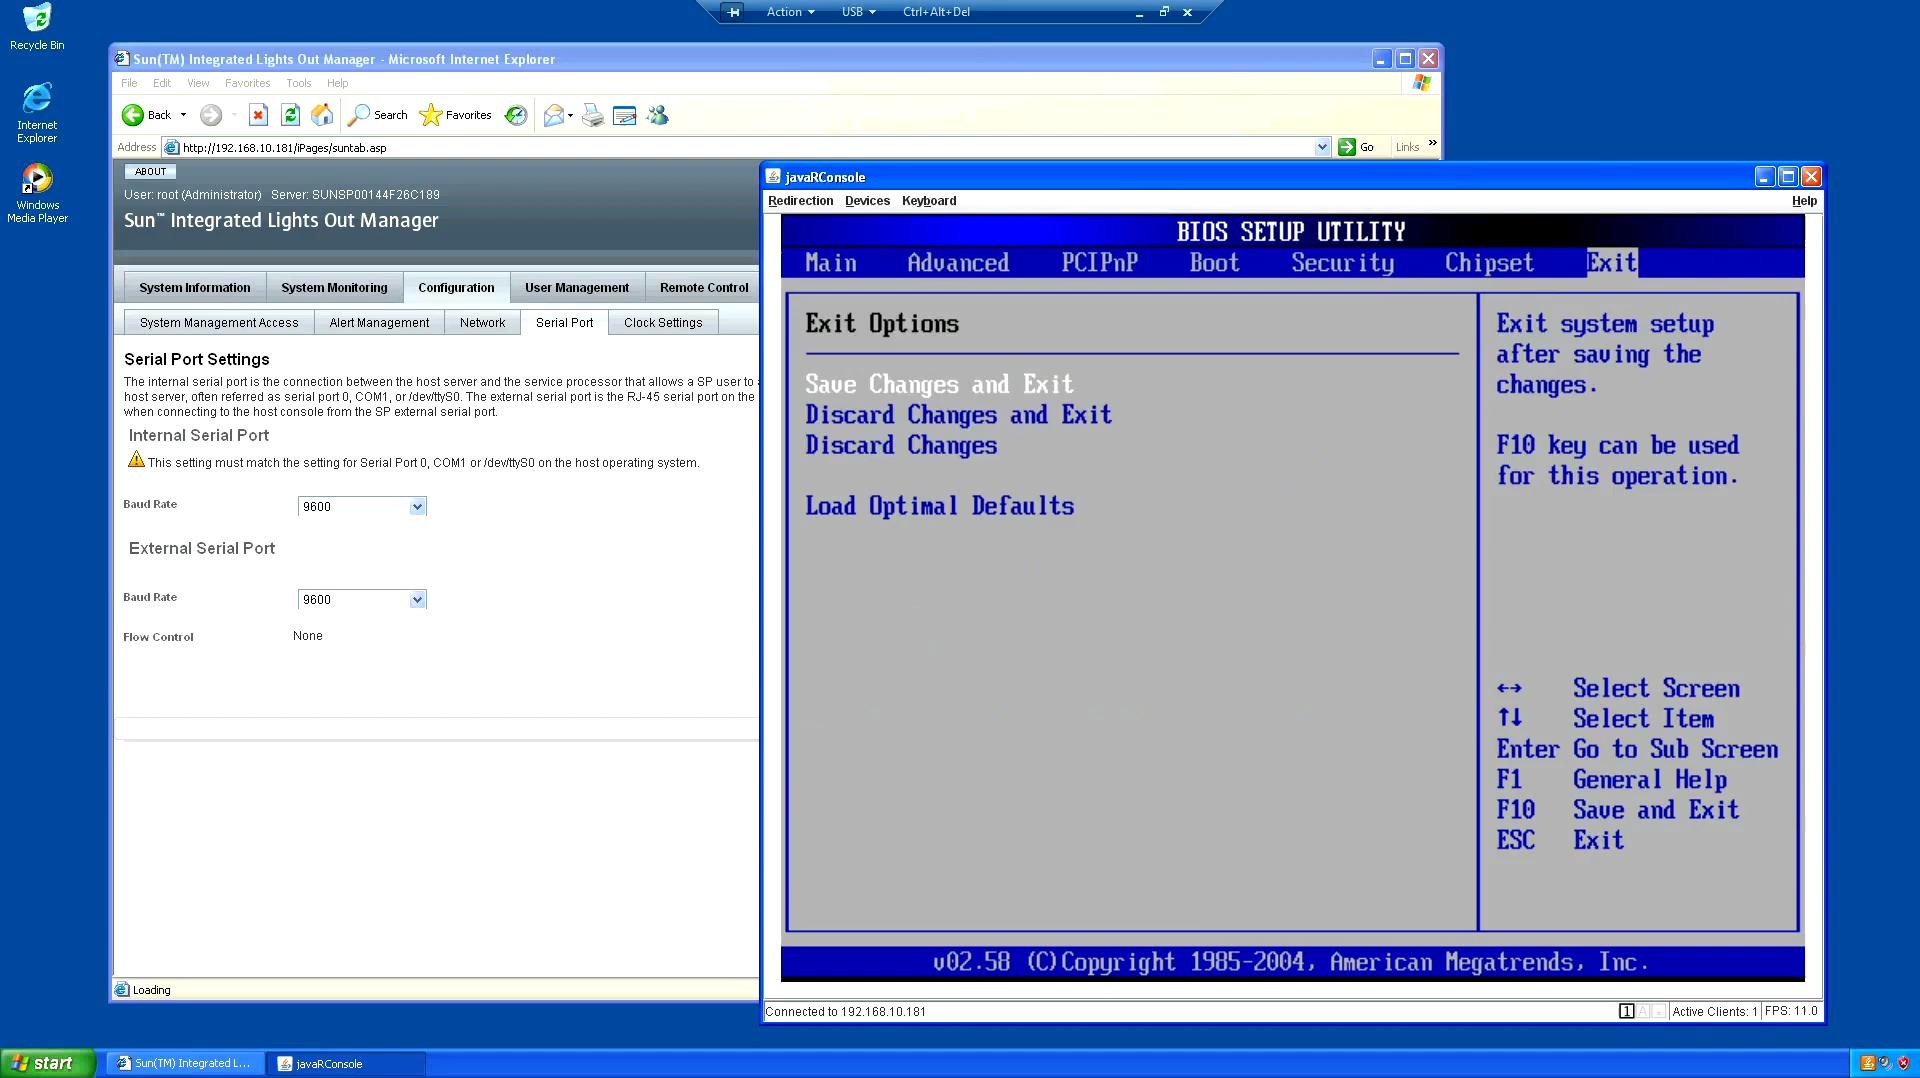 Action USB Ctrl+Alt+Del
Recycle Bin
Internet
Explorer
Windows
Media Player
Sun(TM) Integrated Lights Out Manager - Microsoft Internet Explorer
File Edit View Favorites Tools Help
Back Search Favorites
Address http://192.168.10.181/iPages/suntab.asp Go Links »
ABOUT
User: root (Administrator) Server: SUNSP00144F26C189
Sun™ Integrated Lights Out Manager
System Information System Monitoring Configuration User Management Remote Control
System Management Access Alert Management Network Serial Port Clock Settings
Serial Port Settings
The internal serial port is the connection between the host server and the service processor that allows a SP user to
host server, often referred as serial port 0, COM1, or /dev/ttyS0. The external serial port is the RJ-45 serial port on the
when connecting to the host console from the SP external serial port.
Internal Serial Port
This setting must match the setting for Serial Port 0, COM1 or /dev/ttyS0 on the host operating system.
Baud Rate 9600
External Serial Port
Baud Rate 9600
Flow Control None
Loading
javaRConsole
Redirection Devices Keyboard Help
BIOS SETUP UTILITY
Main Advanced PCIPnP Boot Security Chipset Exit
Exit Options
Save Changes and Exit
Discard Changes and Exit
Discard Changes
Load Optimal Defaults
Exit system setup
after saving the
changes.
F10 key can be used
for this operation.
↔ Select Screen
↑↓ Select Item
Enter Go to Sub Screen
F1 General Help
F10 Save and Exit
ESC Exit
v02.58 (C)Copyright 1985-2004, American Megatrends, Inc.
Connected to 192.168.10.181 1 A Active Clients: 1 FPS: 11.0
start Sun(TM) Integrated L... javaRConsole